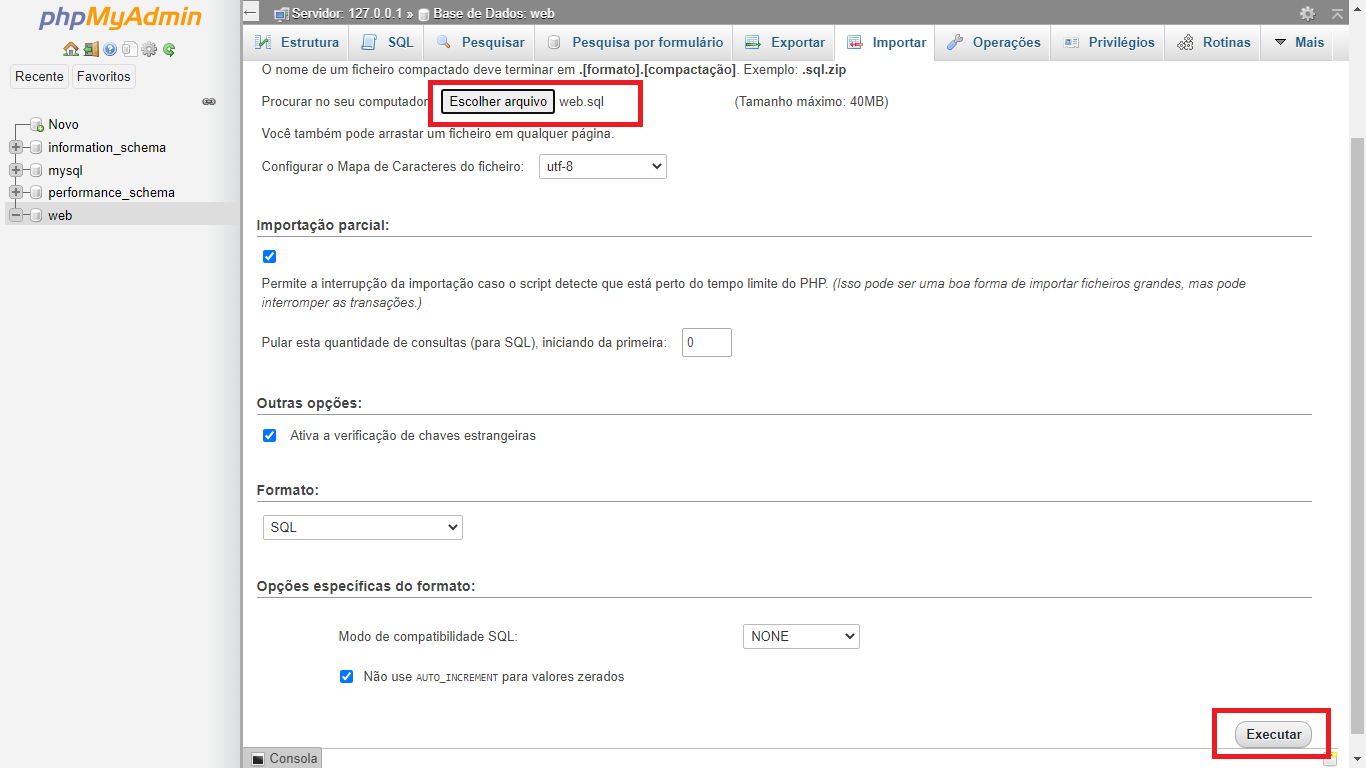 phpMyAdmin
Recente Favoritos
Novo
information_schema
mysql
performance_schema
web
Servidor: 127.0.0.1 » Base de Dados: web
Estrutura SQL Pesquisar Pesquisa por formulário Exportar Importar Operações Privilégios Rotinas Mais
O nome de um ficheiro compactado deve terminar em .[formato].[compactação]. Exemplo: .sql.zip
Procurar no seu computador Escolher arquivo web.sql (Tamanho máximo: 40MB)
Você também pode arrastar um ficheiro em qualquer página.
Configurar o Mapa de Caracteres do ficheiro: utf-8
Importação parcial:
Permite a interrupção da importação caso o script detecte que está perto do tempo limite do PHP. (Isso pode ser uma boa forma de importar ficheiros grandes, mas pode
interromper as transações.)
Pular esta quantidade de consultas (para SQL), iniciando da primeira: 0
Outras opções:
Ativa a verificação de chaves estrangeiras
Formato:
SQL
Opções específicas do formato:
Modo de compatibilidade SQL: NONE
Não use AUTO_INCREMENT para valores zerados
Executar
Consola